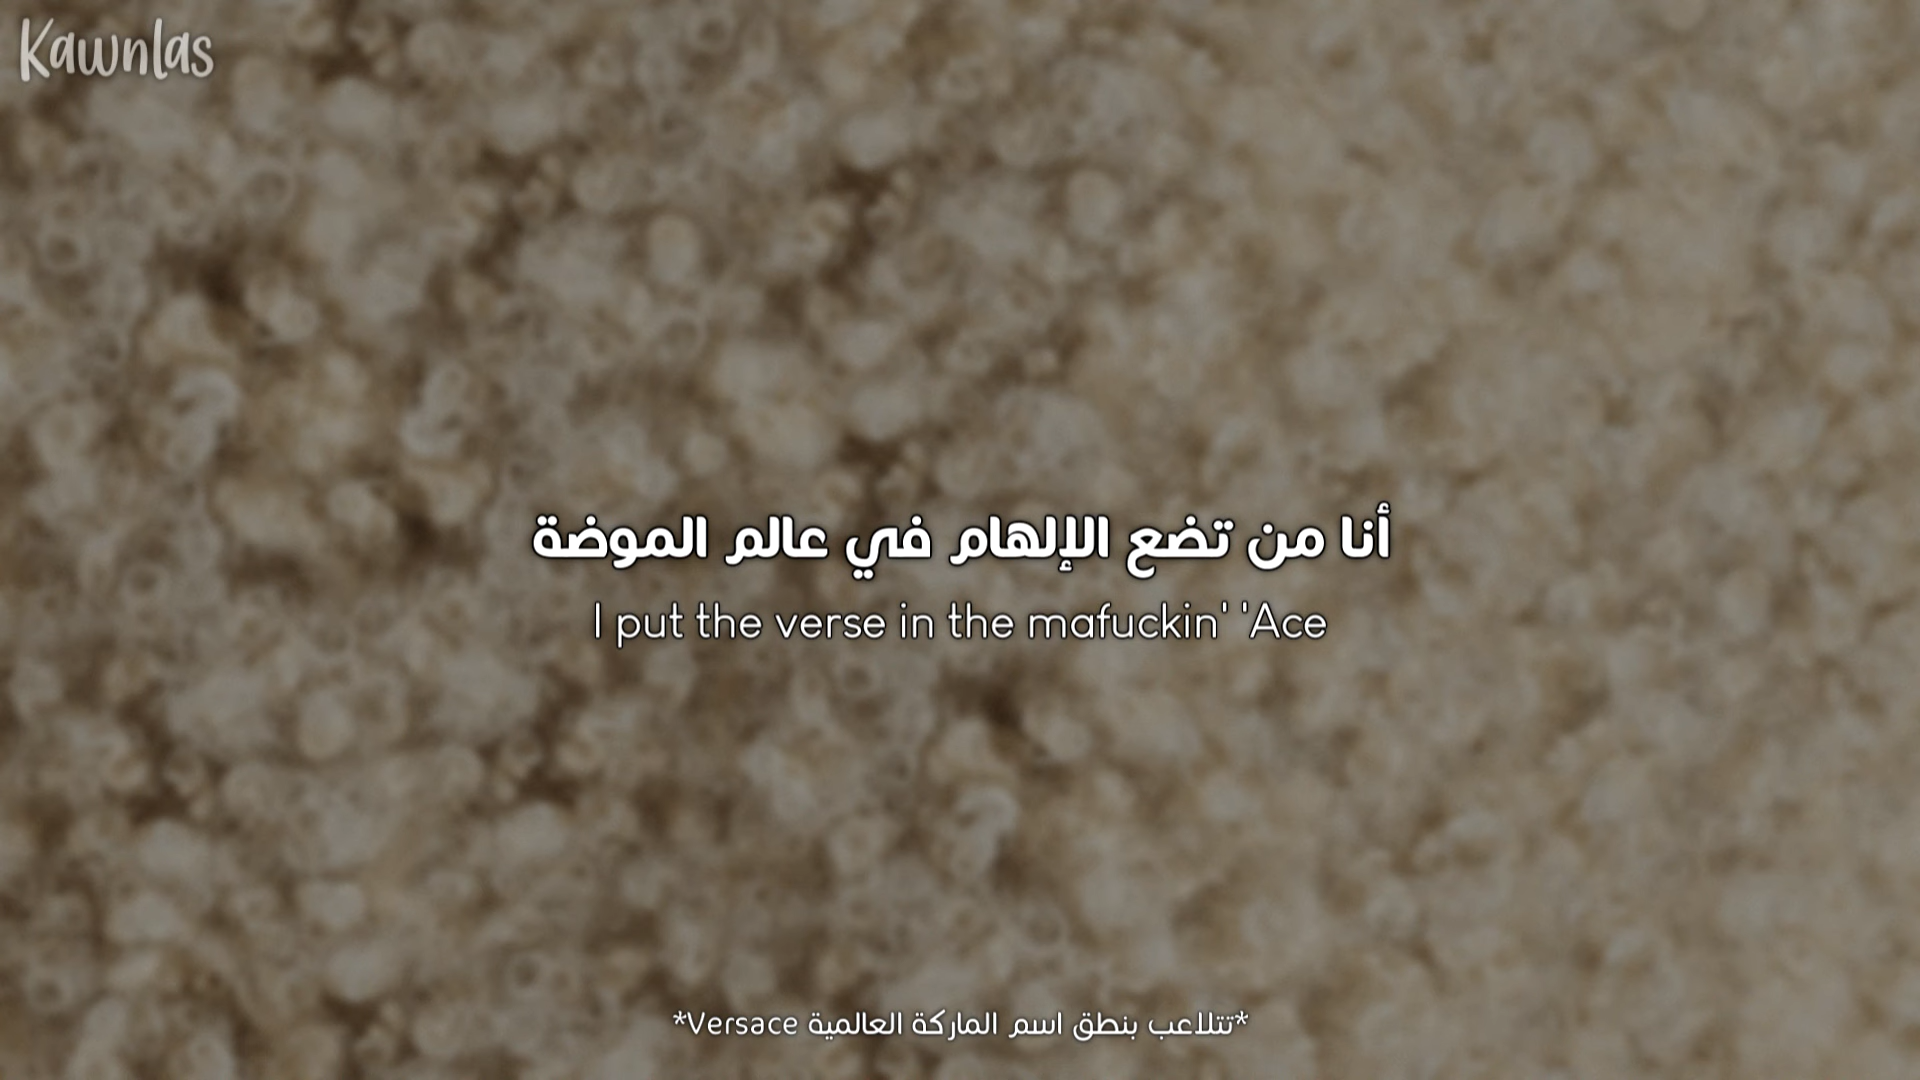 Kawnlas
أنا من تضع الإلهام في عالم الموضة
I put the verse in the mafuckin' 'Ace
*تتلاعب بنطق اسم الماركة العالمية Versace*